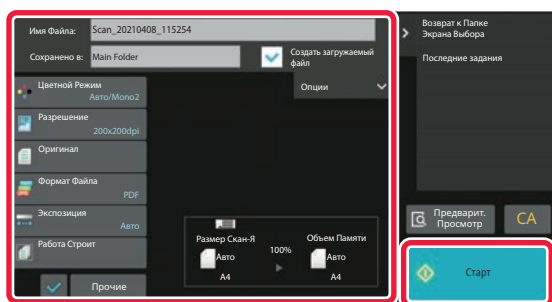 Имя Файла:
Scan_20210408_115254
Сохранено в:
Main Folder
Создать загружаемый
файл
Опции
Цветной Режим
Авто/Mono2
Разрешение
200x200dpi
Оригинал
Формат Файла
PDF
Экспозиция
Авто
Работа Строит
Прочие
Размер Скан-Я
Авто
A4
100%
Объем Памяти
Авто
A4
Возврат к Папке
Экрана Выбора
Последние задания
Предварит.
Просмотр
CA
Старт